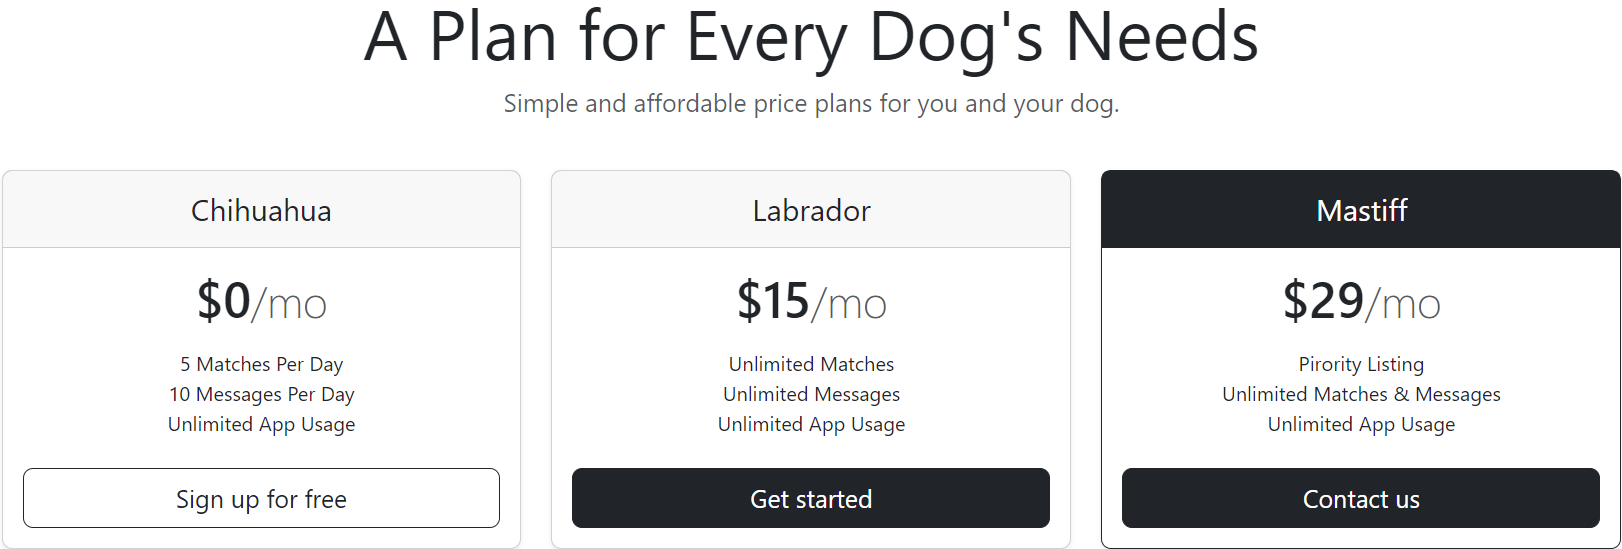 A Plan for Every Dog's Needs
Simple and affordable price plans for you and your dog.
Chihuahua
$0/mo
5 Matches Per Day
10 Messages Per Day
Unlimited App Usage
Sign up for free
Labrador
$15/mo
Unlimited Matches
Unlimited Messages
Unlimited App Usage
Get started
Mastiff
$29/mo
Pirority Listing
Unlimited Matches & Messages
Unlimited App Usage
Contact us